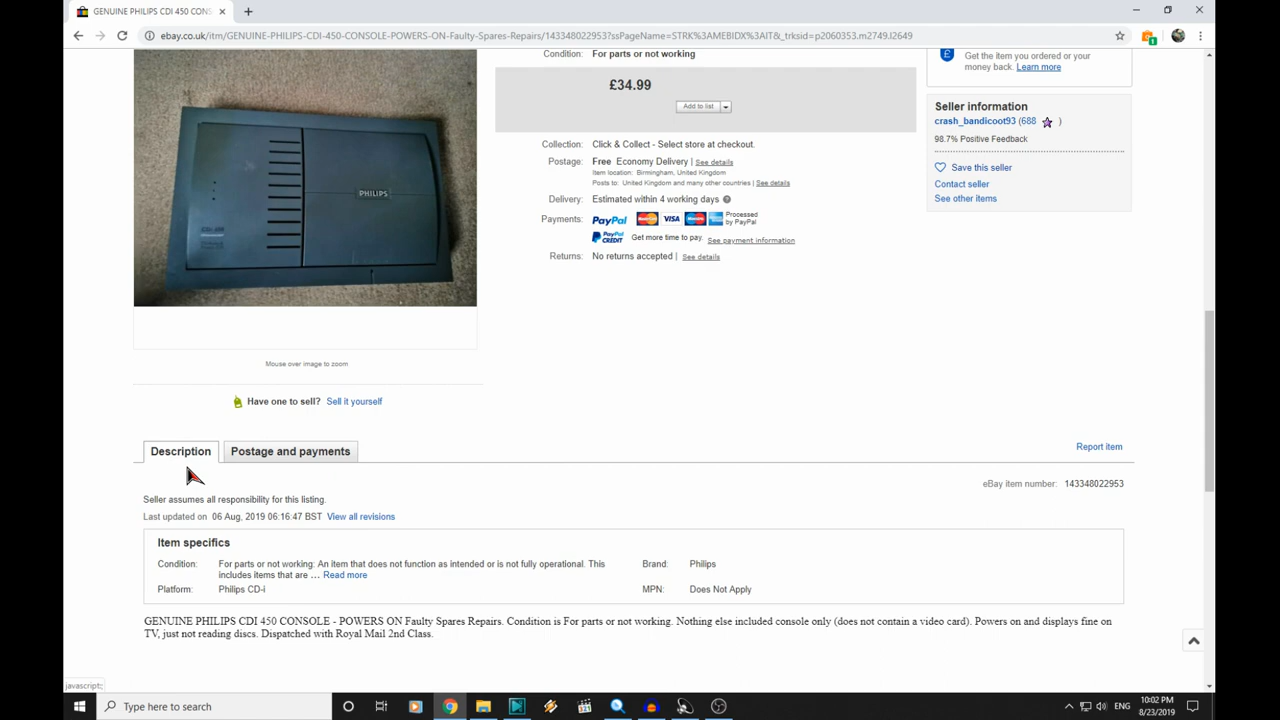 GENUINE PHILIPS CDI 450 CONS
ebay.co.uk/itm/GENUINE-PHILIPS-CDI-450-CONSOLE-POWERS-ON-Faulty-Spares-Repairs/143348022953?ssPageName=STRK%3AMEBIDX%3AIT&_trksid=p2060353.m2749.l2649
Condition: For parts or not working
£34.99
Add to list
Collection: Click & Collect - Select store at checkout.
Postage: Free Economy Delivery | See details
Item location: Birmingham, United Kingdom
Posts to: United Kingdom and many other countries | See details
Delivery: Estimated within 4 working days
Payments: PayPal VISA Processed by PayPal
PayPal CREDIT Get more time to pay. See payment information
Returns: No returns accepted | See details
Get the item you ordered or your
money back. Learn more
Seller information
crash_bandicoot93 (688 )
98.7% Positive Feedback
Save this seller
Contact seller
See other items
PHILIPS
Mouse over image to zoom
Have one to sell? Sell it yourself
Description Postage and payments
Report item
eBay item number: 143348022953
Seller assumes all responsibility for this listing.
Last updated on 06 Aug, 2019 06:16:47 BST View all revisions
Item specifics
Condition: For parts or not working: An item that does not function as intended or is not fully operational. This
includes items that are ... Read more
Brand: Philips
Platform: Philips CD-i
MPN: Does Not Apply
GENUINE PHILIPS CDI 450 CONSOLE - POWERS ON Faulty Spares Repairs. Condition is For parts or not working. Nothing else included console only (does not contain a video card). Powers on and displays fine on
TV, just not reading discs. Dispatched with Royal Mail 2nd Class.
javascript:;
Type here to search
ENG
10:02 PM
8/23/2019